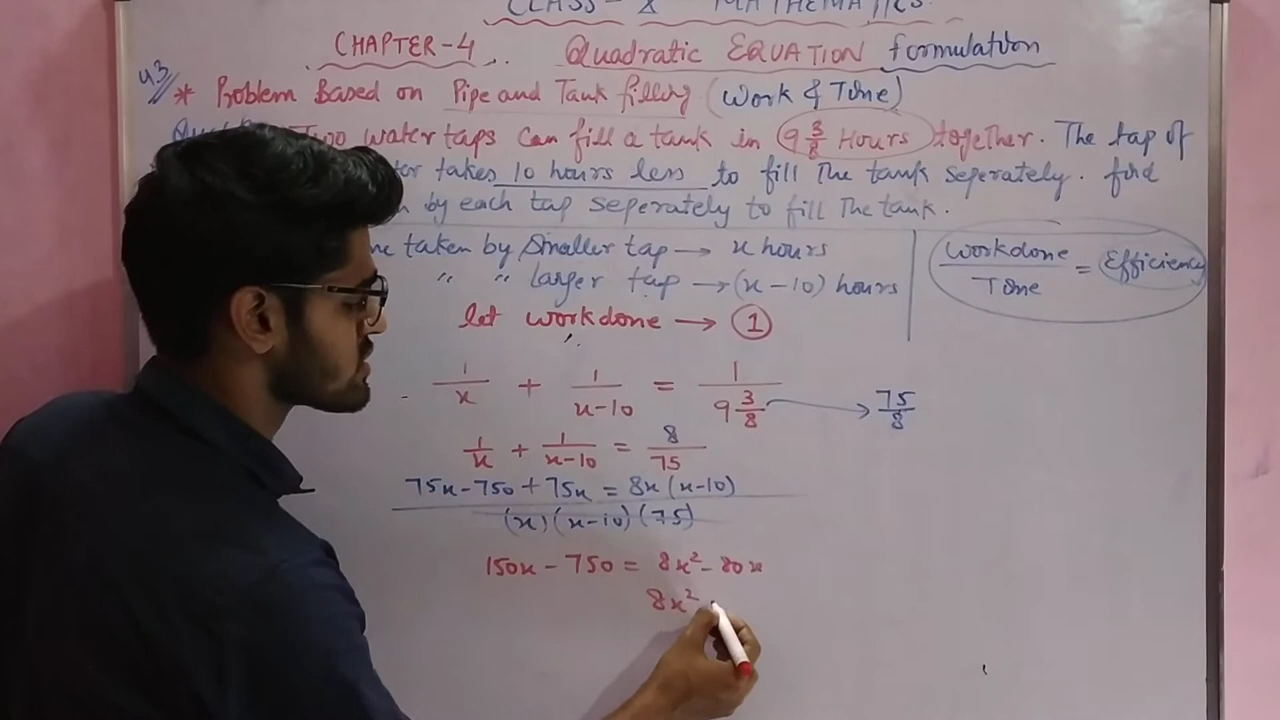 CLASS - X MATHEMATICS
CHAPTER-4 Quadratic EQUATION formulation
43
* Problem Based on Pipe and Tank filling (Work & Time)
Two water taps can fill a tank in 9 3/8 Hours together. The tap of
takes 10 hours less to fill The tank seperately. find
by each tap seperately to fill The tank.
taken by Smaller tap → x hours
" " larger tap → (x-10) hours
let workdone → 1
Workdone / Time = Efficiency
1/x + 1/(x-10) = 1/(9 3/8) → 75/8
1/x + 1/(x-10) = 8/75
75x-750+75x = 8x(x-10)
(x)(x-10)(75)
150x - 750 = 8x² - 80x
8x²